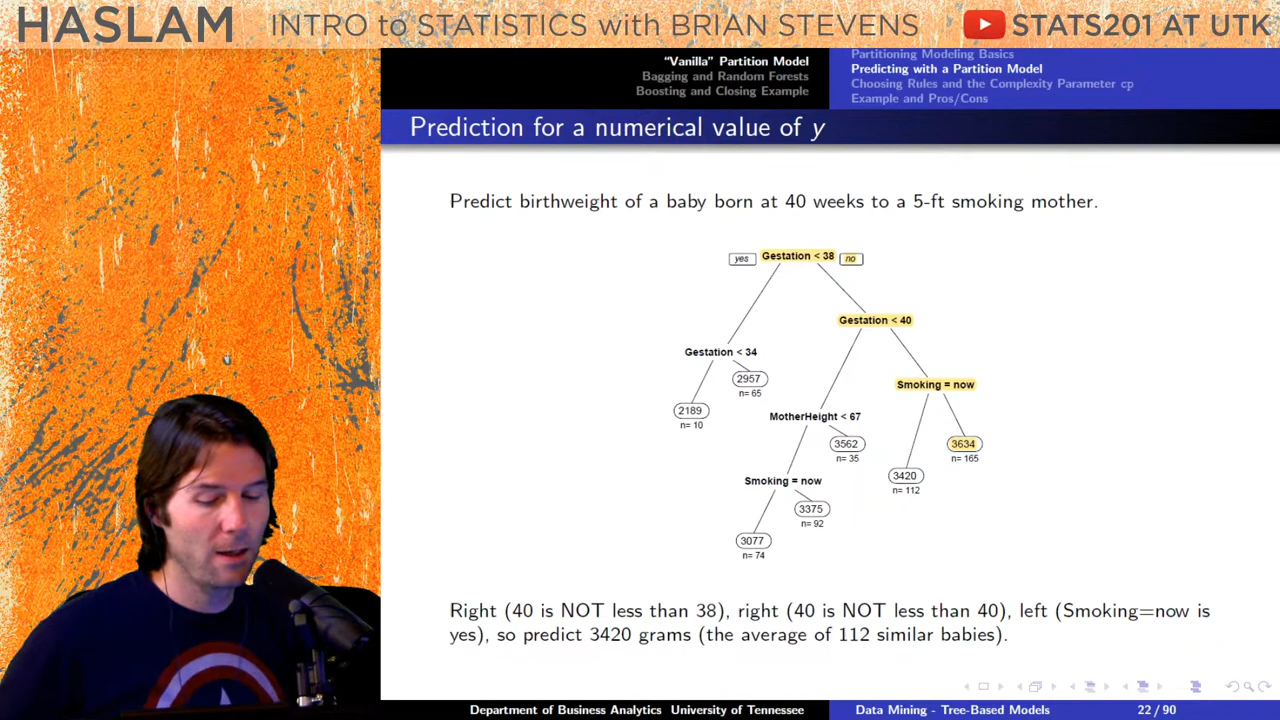 HASLAM INTRO to STATISTICS with BRIAN STEVENS STATS201 AT UTK
"Vanilla" Partition Model
Bagging and Random Forests
Boosting and Closing Example
Partitioning Modeling Basics
Predicting with a Partition Model
Choosing Rules and the Complexity Parameter cp
Example and Pros/Cons
Prediction for a numerical value of y
Predict birthweight of a baby born at 40 weeks to a 5-ft smoking mother.
yes Gestation < 38 no
Gestation < 40
Gestation < 34
2957
n= 65
Smoking = now
2189
n= 10
MotherHeight < 67
3562
n= 35
3634
n= 165
3420
n= 112
Smoking = now
3375
n= 92
3077
n= 74
Right (40 is NOT less than 38), right (40 is NOT less than 40), left (Smoking=now is
yes), so predict 3420 grams (the average of 112 similar babies).
Department of Business Analytics University of Tennessee Data Mining - Tree-Based Models 22 / 90